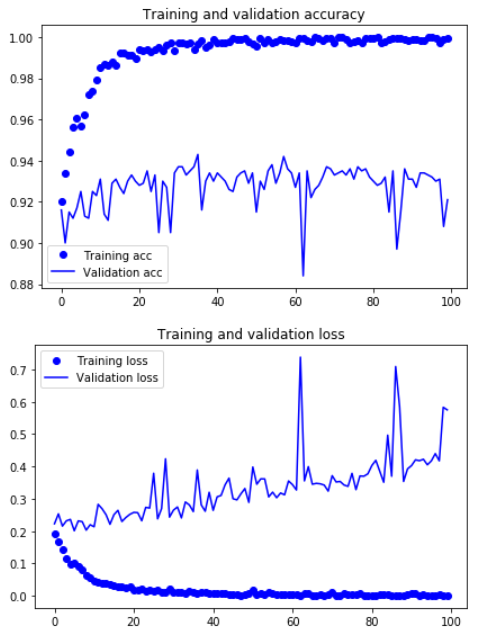 Training and validation accuracy
1.00
0.98
0.96
0.94
0.92
0.90
0.88
Training acc
Validation acc
0 20 40 60 80 100
Training and validation loss
Training loss
Validation loss
0.7
0.6
0.5
0.4
0.3
0.2
0.1
0.0
0 20 40 60 80 100